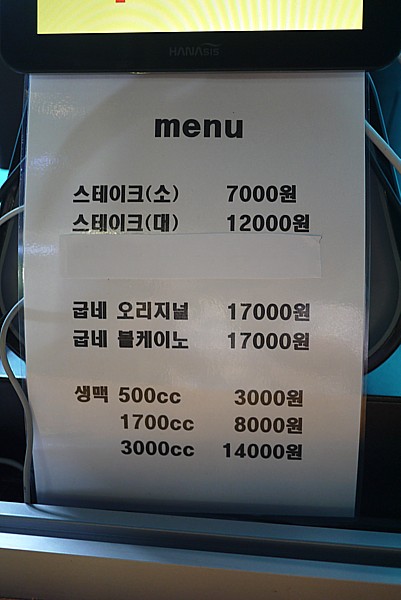 HANAsis
menu
스테이크(소) 7000원
스테이크(대) 12000원
굽네 오리지널 17000원
굽네 볼케이노 17000원
생맥 500cc 3000원
1700cc 8000원
3000cc 14000원